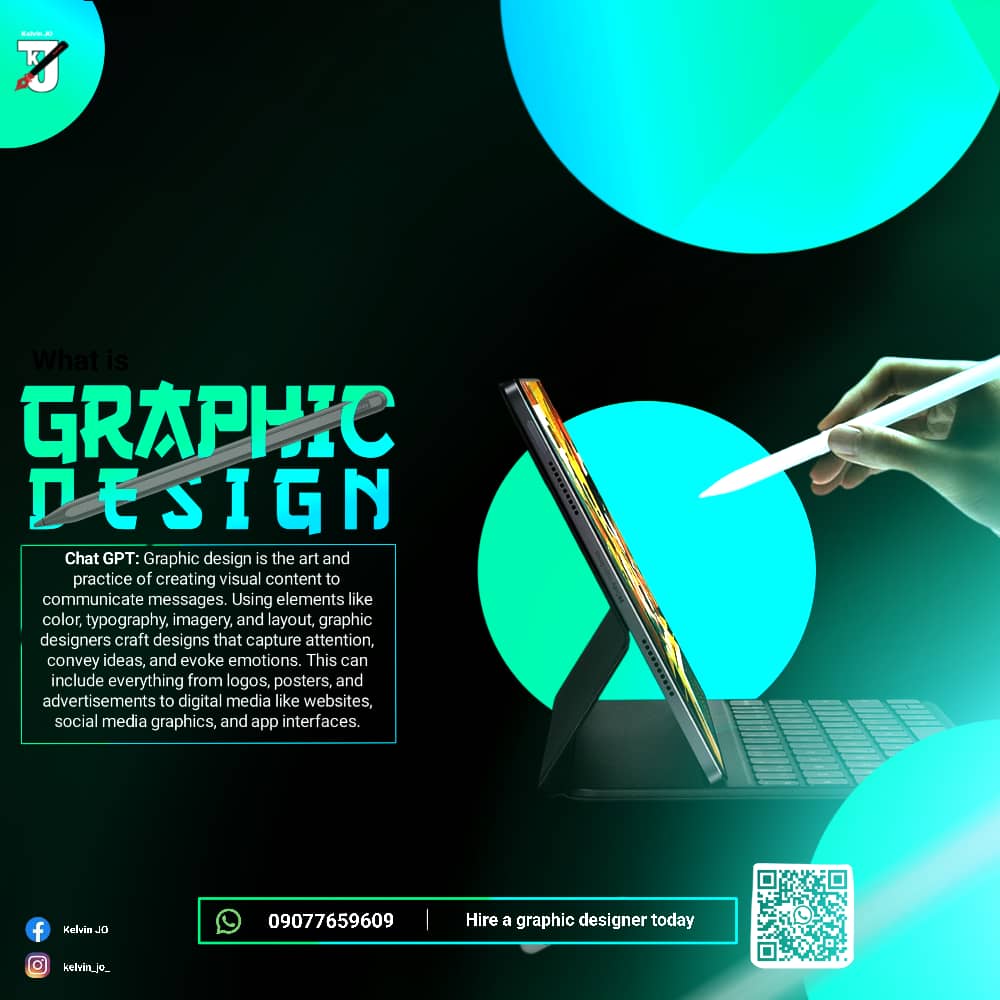 Kelvin JO
KJ
What is
GRAPHIC
DESIGN
Chat GPT: Graphic design is the art and
practice of creating visual content to
communicate messages. Using elements like
color, typography, imagery, and layout, graphic
designers craft designs that capture attention,
convey ideas, and evoke emotions. This can
include everything from logos, posters, and
advertisements to digital media like websites,
social media graphics, and app interfaces.
09077659609 | Hire a graphic designer today
Kelvin JO
kelvin_jo_